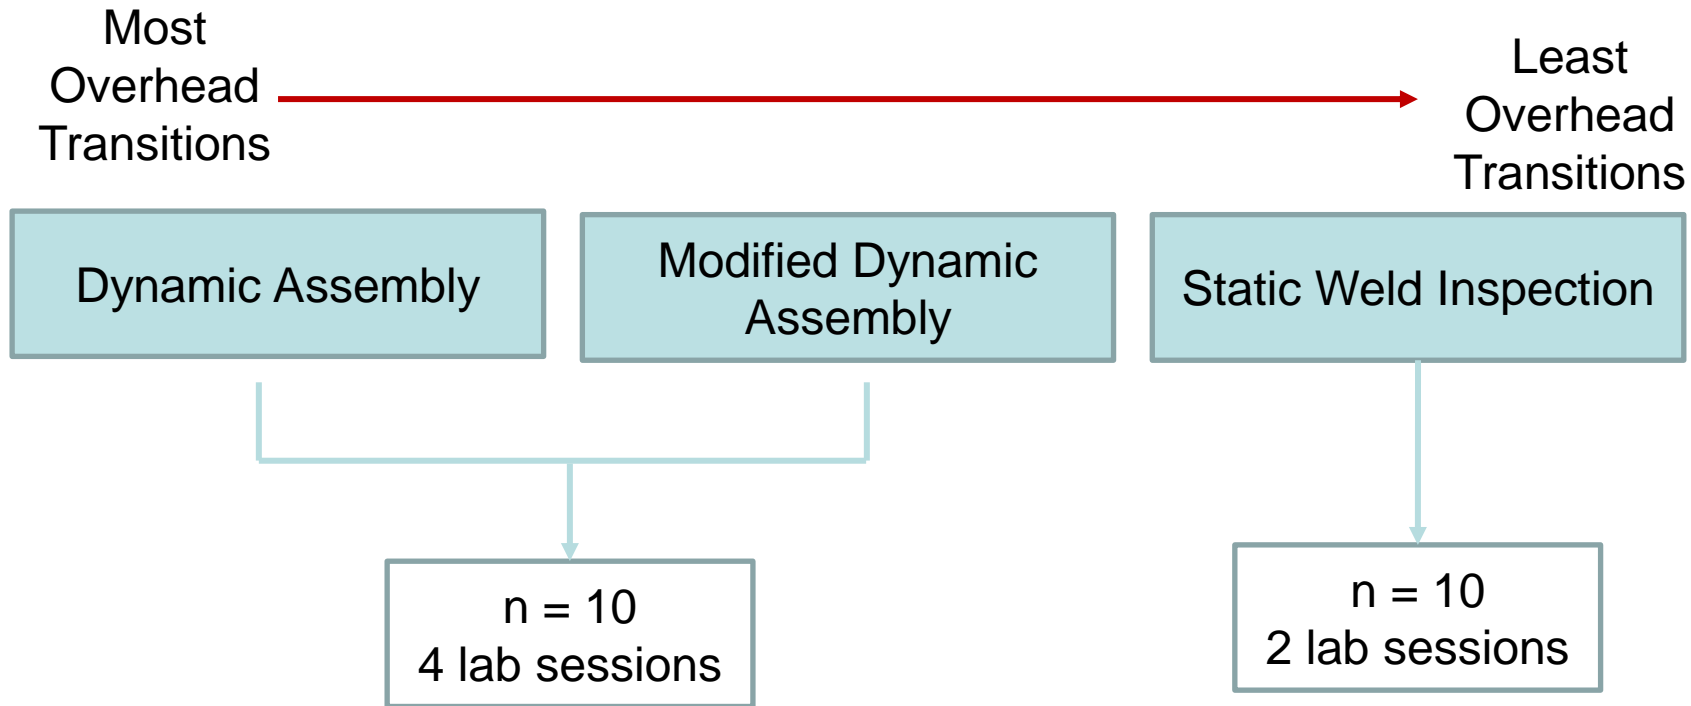 Most
Overhead
Transitions
Least
Overhead
Transitions
Dynamic Assembly
Modified Dynamic
Assembly
Static Weld Inspection
n = 10
4 lab sessions
n = 10
2 lab sessions